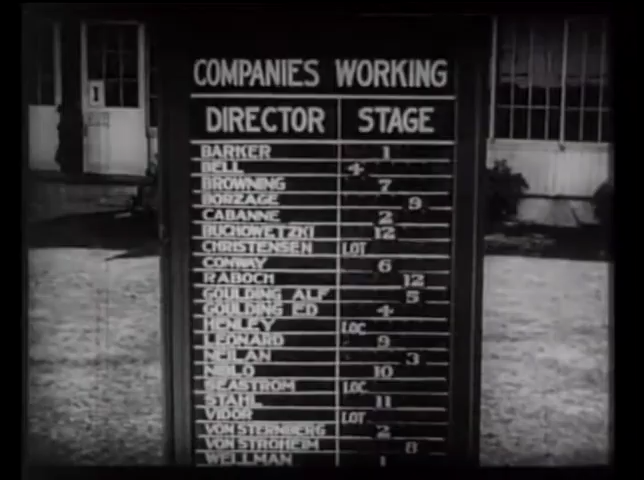 1
COMPANIES WORKING
DIRECTOR STAGE
BARKER 1
BELL 4
BROWNING 7
BORZAGE 9
CABANNE 2
BUCHOWETZKI 12
CHRISTENSEN LOT
CONWAY 6
RABOCH 12
GOULDING ALF 5
GOULDING ED 4
HENLEY LOC
LEONARD 9
NEILAN 3
NIBLO 10
SEASTROM LOC
STAHL 11
VIDOR LOT
VON STERNBERG 2
VON STROHEIM 8
WELLMAN 1